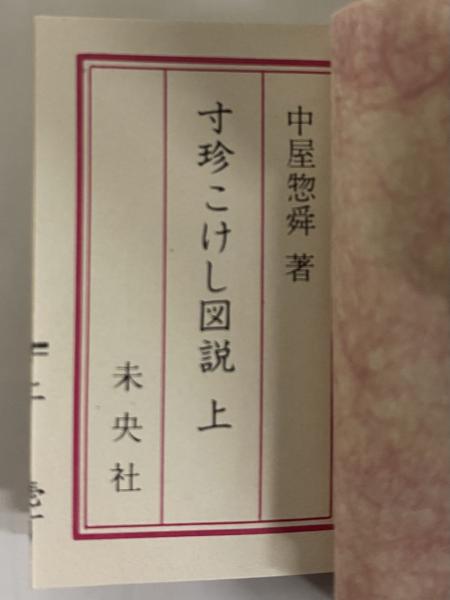 中屋惣舜 著
寸珍こけし図説 上
未央社